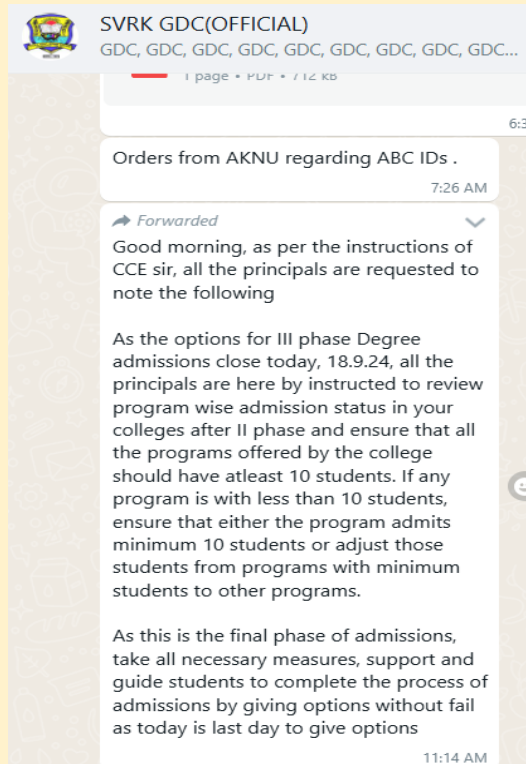 SVRK GDC(OFFICIAL)
GDC, GDC, GDC, GDC, GDC, GDC, GDC, GDC, GDC...
1 page • PDF • 712 kB
6:3
Orders from AKNU regarding ABC IDs .
7:26 AM
Forwarded
Good morning, as per the instructions of
CCE sir, all the principals are requested to
note the following
As the options for III phase Degree
admissions close today, 18.9.24, all the
principals are here by instructed to review
program wise admission status in your
colleges after II phase and ensure that all
the programs offered by the college
should have atleast 10 students. If any
program is with less than 10 students,
ensure that either the program admits
minimum 10 students or adjust those
students from programs with minimum
students to other programs.
As this is the final phase of admissions,
take all necessary measures, support and
guide students to complete the process of
admissions by giving options without fail
as today is last day to give options
11:14 AM